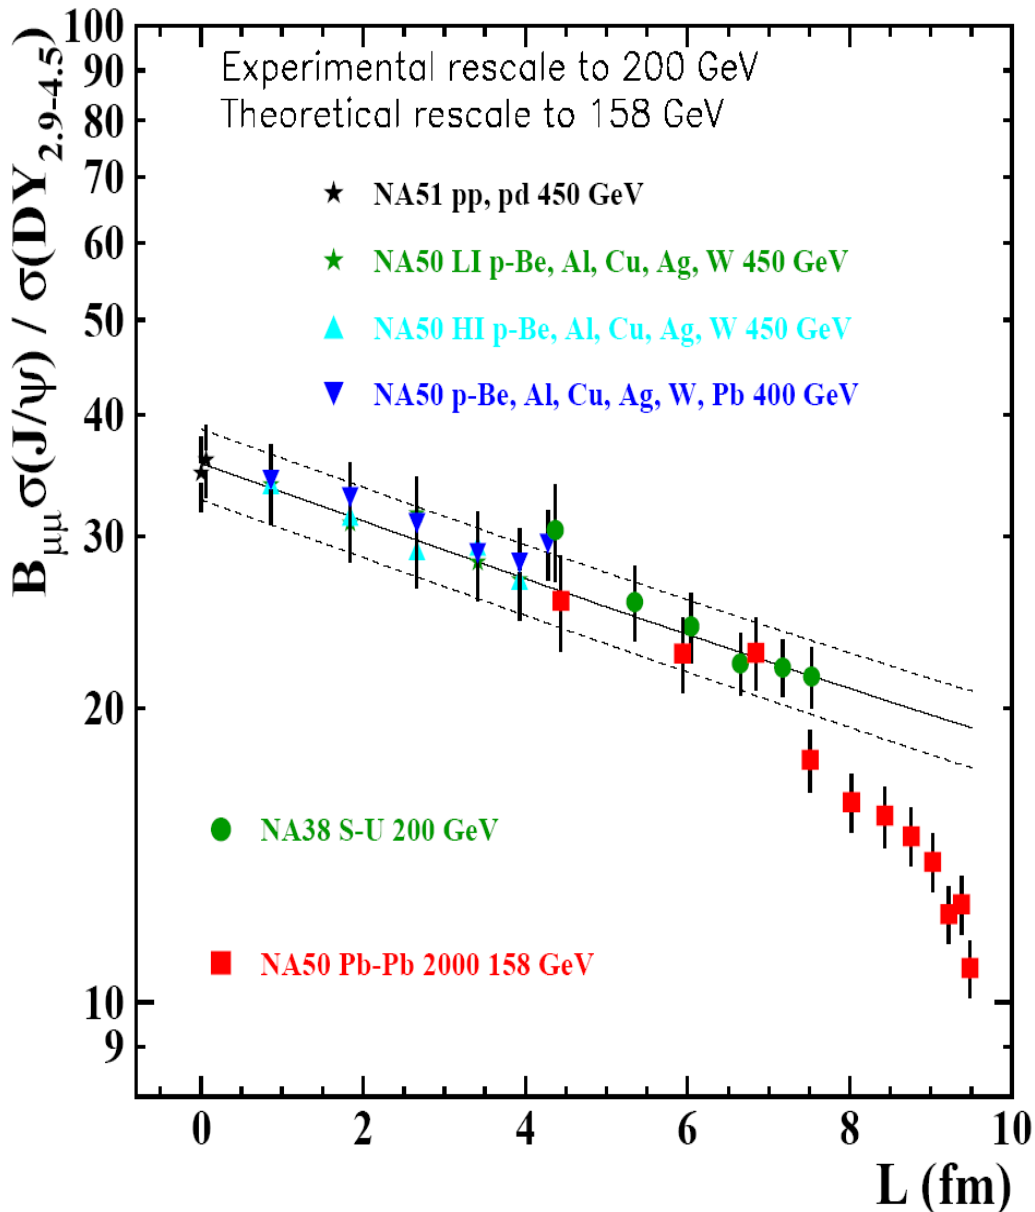 B_μμσ(J/ψ) / σ(DY_2.9-4.5)
100
90
80
70
60
50
40
30
20
10
9
Experimental rescale to 200 GeV
Theoretical rescale to 158 GeV
NA51 pp, pd 450 GeV
NA50 LI p-Be, Al, Cu, Ag, W 450 GeV
NA50 HI p-Be, Al, Cu, Ag, W 450 GeV
NA50 p-Be, Al, Cu, Ag, W, Pb 400 GeV
NA38 S-U 200 GeV
NA50 Pb-Pb 2000 158 GeV
0 2 4 6 8 10
L (fm)